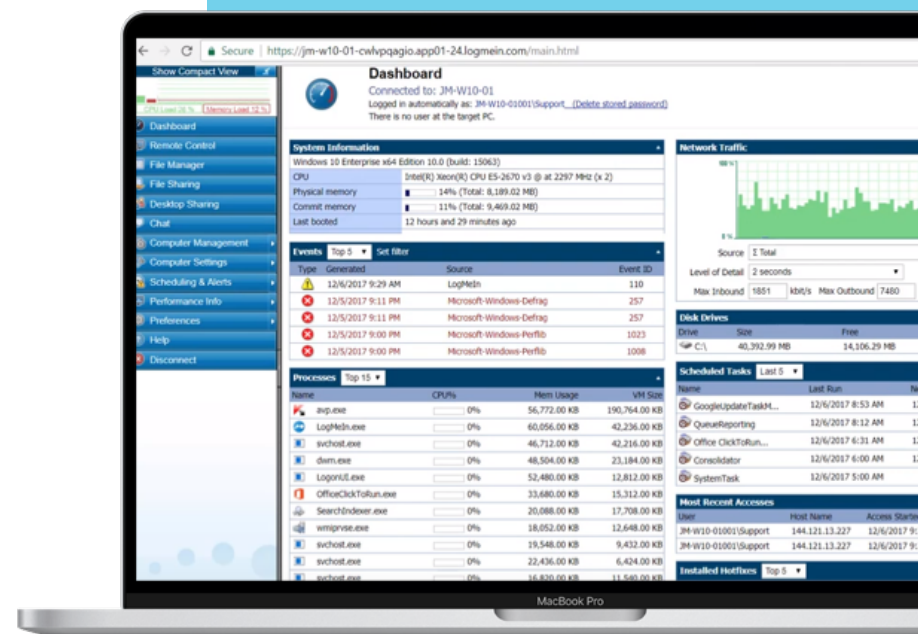 Secure | https://jm-w10-01-cwlvpqagio.app01-24.logmein.com/main.html
Show Compact View
CPU Load 26 % Memory Load 12 %
Dashboard
Remote Control
File Manager
File Sharing
Desktop Sharing
Chat
Computer Management
Computer Settings
Scheduling & Alerts
Performance Info
Preferences
Help
Disconnect
Dashboard
Connected to: JM-W10-01
Logged in automatically as: JM-W10-01001\Support (Delete stored password)
There is no user at the target PC.
System Information
Windows 10 Enterprise x64 Edition 10.0 (build: 15063)
CPU Intel(R) Xeon(R) CPU E5-2670 v3 @ at 2297 MHz (x 2)
Physical memory 14% (Total: 8,189.02 MB)
Commit memory 11% (Total: 9,469.02 MB)
Last booted 12 hours and 29 minutes ago
Events Top 5 Set filter
Type Generated Source Event ID
12/6/2017 9:29 AM LogMeIn 110
12/5/2017 9:11 PM Microsoft-Windows-Defrag 257
12/5/2017 9:11 PM Microsoft-Windows-Defrag 257
12/5/2017 9:00 PM Microsoft-Windows-Perflib 1023
12/5/2017 9:00 PM Microsoft-Windows-Perflib 1008
Processes Top 15
Name CPU% Mem Usage VM Size
avp.exe 0% 56,772.00 KB 190,764.00 KB
LogMeIn.exe 0% 60,056.00 KB 42,236.00 KB
svchost.exe 0% 46,712.00 KB 42,216.00 KB
dwm.exe 0% 48,504.00 KB 23,184.00 KB
LogonUI.exe 0% 52,480.00 KB 12,812.00 KB
OfficeClickToRun.exe 0% 33,680.00 KB 15,312.00 KB
SearchIndexer.exe 0% 20,088.00 KB 17,708.00 KB
wmiprvse.exe 0% 18,052.00 KB 12,648.00 KB
svchost.exe 0% 19,548.00 KB 9,432.00 KB
svchost.exe 0% 22,436.00 KB 6,424.00 KB
svchost.exe 0% 16,820.00 KB 11,540.00 KB
Network Traffic
1 %
Source Σ Total
Level of Detail 2 seconds
Max Inbound 1851 kbit/s Max Outbound 7480
Disk Drives
Drive Size Free
C:\ 40,392.99 MB 14,106.29 MB
Scheduled Tasks Last 5
Name Last Run
GoogleUpdateTaskM... 12/6/2017 8:53 AM
QueueReporting 12/6/2017 8:12 AM
Office ClickToRun... 12/6/2017 6:31 AM
Consolidator 12/6/2017 6:00 AM
SystemTask 12/6/2017 5:00 AM
Most Recent Accesses
User Host Name Access Started
JM-W10-01001\Support 144.121.13.227 12/6/2017 9:
JM-W10-01001\Support 144.121.13.227 12/6/2017 9:
Installed Hotfixes Top 5
MacBook Pro